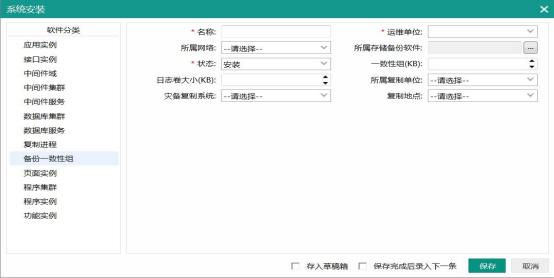 系统安装
软件分类
应用实例
接口实例
中间件域
中间件集群
中间件服务
数据库集群
数据库服务
复制进程
备份一致性组
页面实例
程序集群
程序实例
功能实例
* 名称:
* 运维单位:
所属网络: --请选择--
所属存储备份软件: ...
* 状态: 安装
一致性组(KB):
日志卷大小(KB):
所属复制单位: --请选择--
灾备复制系统: --请选择--
复制地点: --请选择--
存入草稿箱 保存完成后录入下一条 保存 取消